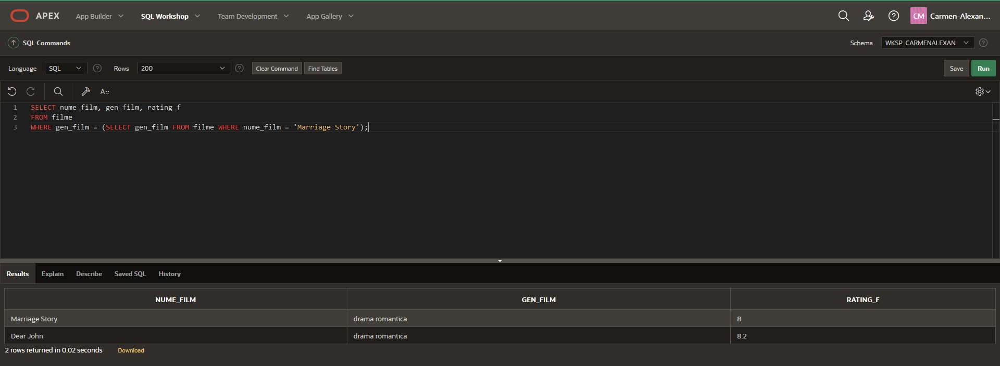 APEX App Builder SQL Workshop Team Development App Gallery CM Carmen-Alexan...
SQL Commands Schema WKSP_CARMENALEXAN
Language SQL Rows 200 Clear Command Find Tables Save Run
A::
1 SELECT nume_film, gen_film, rating_f
2 FROM filme
3 WHERE gen_film = (SELECT gen_film FROM filme WHERE nume_film = 'Marriage Story');
Results Explain Describe Saved SQL History
NUME_FILM GEN_FILM RATING_F
Marriage Story drama romantica 8
Dear John drama romantica 8.2
2 rows returned in 0.02 seconds Download